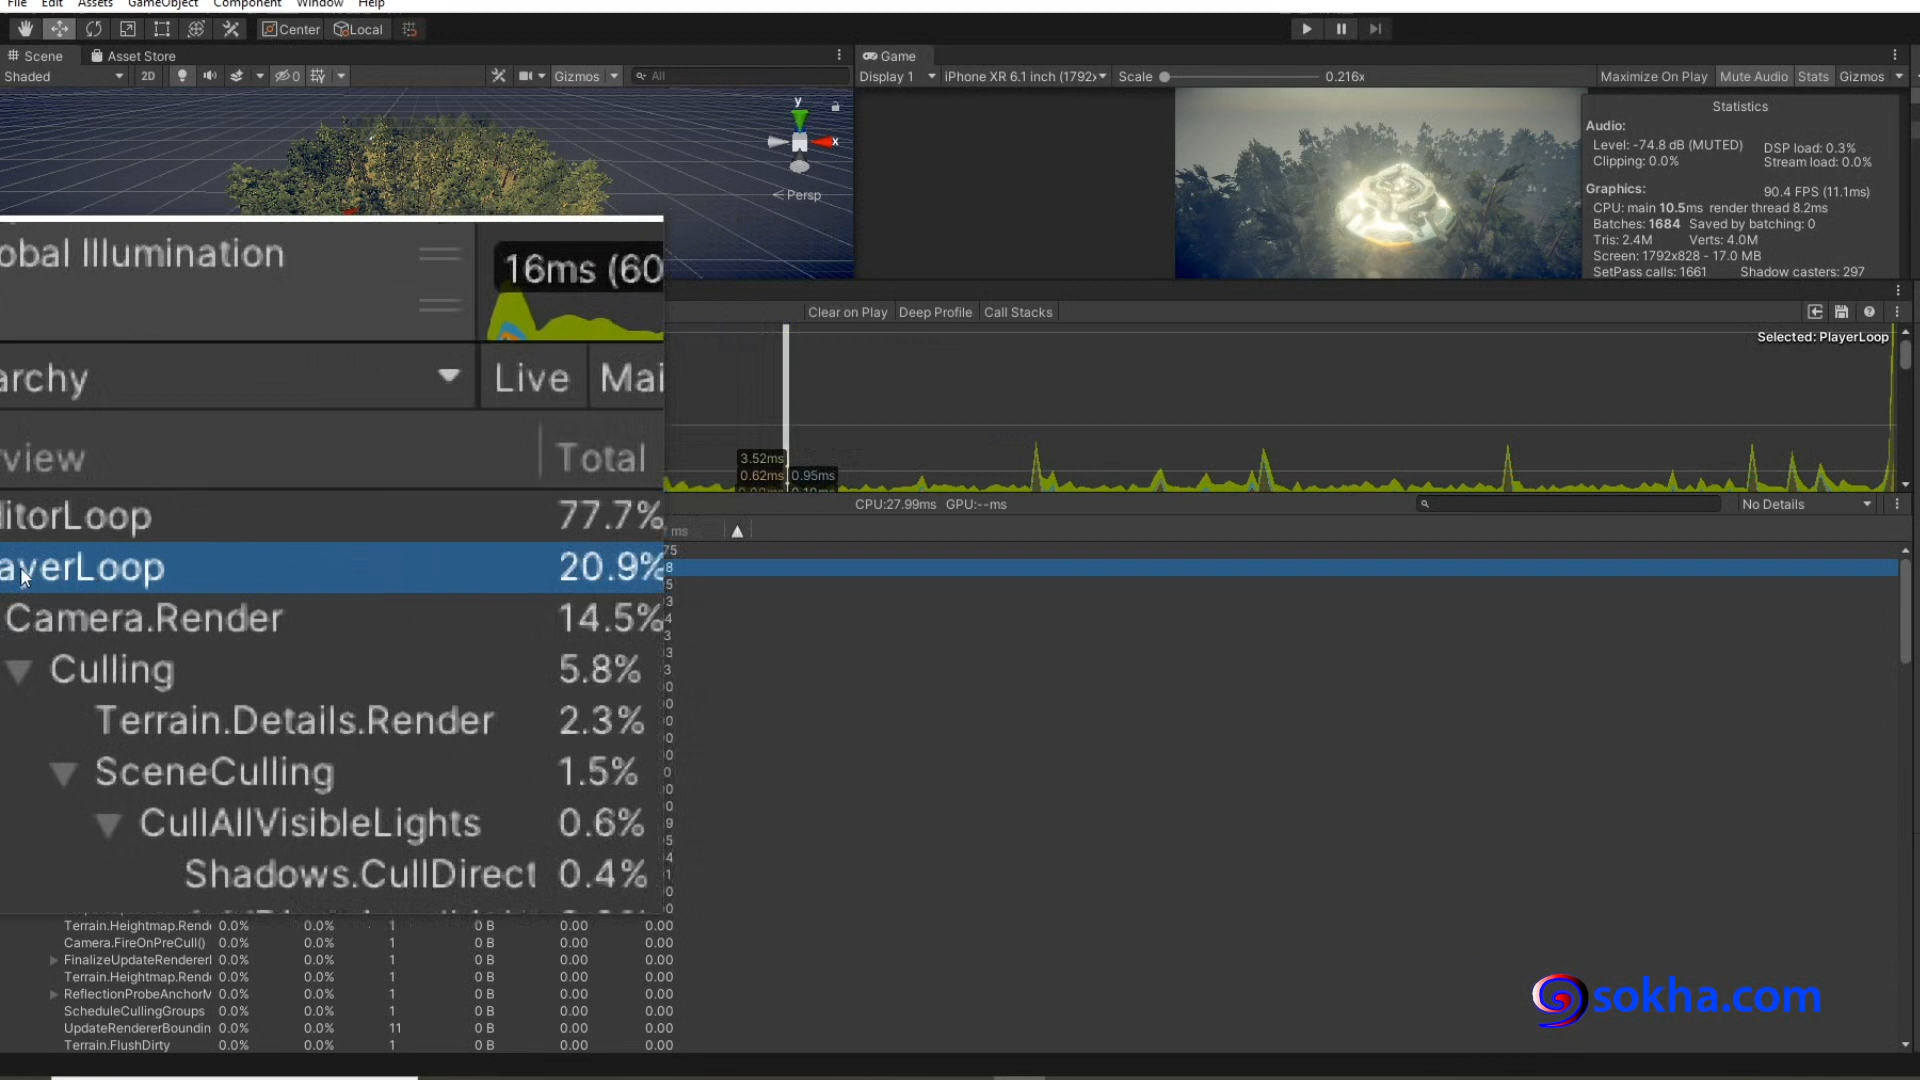 File Edit Assets GameObject Component Window Help
Center Local
Scene Asset Store
Game
Shaded 2D 0 Gizmos All
Display 1 iPhone XR 6.1 inch (1792x Scale 0.216x Maximize On Play Mute Audio Stats Gizmos
y
x
Persp
Statistics
Audio:
Level: -74.8 dB (MUTED) DSP load: 0.3%
Clipping: 0.0% Stream load: 0.0%
Graphics: 90.4 FPS (11.1ms)
CPU: main 10.5ms render thread 8.2ms
Batches: 1684 Saved by batching: 0
Tris: 2.4M Verts: 4.0M
Screen: 1792x828 - 17.0 MB
SetPass calls: 1661 Shadow casters: 297
obal Illumination
16ms (60
Clear on Play Deep Profile Call Stacks
Selected: PlayerLoop
archy Live Mai
3.52ms
0.62ms 0.95ms
rview Total
CPU:27.99ms GPU:--ms No Details
ms
ditorLoop 77.7%
ayerLoop 20.9%
Camera.Render 14.5%
Culling 5.8%
Terrain.Details.Render 2.3%
SceneCulling 1.5%
CullAllVisibleLights 0.6%
Shadows.CullDirect 0.4%
Terrain.Heightmap.Rende 0.0% 0.0% 1 0 B 0.00 0.00
Camera.FireOnPreCull() 0.0% 0.0% 1 0 B 0.00 0.00
FinalizeUpdateRendererI 0.0% 0.0% 1 0 B 0.00 0.00
Terrain.Heightmap.Rende 0.0% 0.0% 1 0 B 0.00 0.00
ReflectionProbeAnchorM 0.0% 0.0% 1 0 B 0.00 0.00
ScheduleCullingGroups 0.0% 0.0% 1 0 B 0.00 0.00
UpdateRendererBoundin 0.0% 0.0% 11 0 B 0.00 0.00
Terrain.FlushDirty 0.0% 0.0% 1 0 B 0.00 0.00
sokha.com